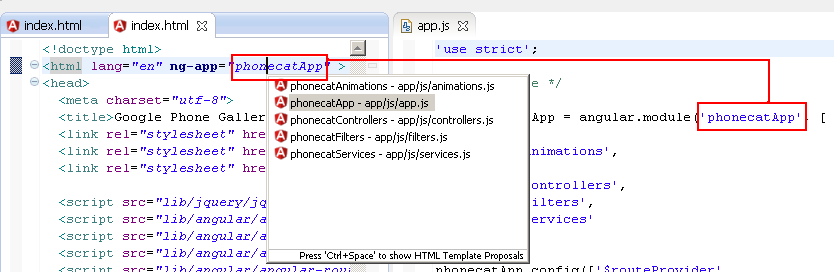 index.html
index.html
app.js
<!doctype html>
<html lang="en" ng-app="phonecatApp" >
<head>
<meta charset="utf-8">
<title>Google Phone Galler
<link rel="stylesheet" hre
<link rel="stylesheet" hre
<link rel="stylesheet" hre
<script src="lib/jquery/jq
<script src="lib/angular/a
<script src="lib/angular/a
<script src="lib/angular/angular-rou
phonecatAnimations - app/js/animations.js
phonecatApp - app/js/app.js
phonecatControllers - app/js/controllers.js
phonecatFilters - app/js/filters.js
phonecatServices - app/js/services.js
Press 'Ctrl+Space' to show HTML Template Proposals
'use strict';
e */
App = angular.module('phonecatApp', [
nimations',
ontrollers',
ilters',
ervices'
phonecatApp.config(['$routeProvider'